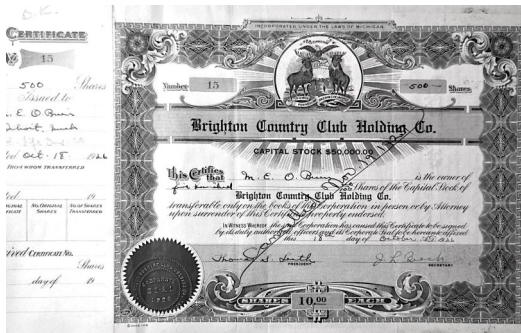 O.K.
CERTIFICATE
No 15
500 Shares
Issued to
M. E. O Burr
Oct. 18 1926
FROM WHOM TRANSFERRED
19
No. ORIGINAL
SHARES
No. OF SHARES
TRANSFERRED
CERTIFICATE No.
Shares
day of 19
INCORPORATED UNDER THE LAWS OF MICHIGAN
Number 15
500 Shares
Brighton Country Club Holding Co.
CAPITAL STOCK $50,000.00
This Certifies that M. E. O. is the owner of
five hundred Shares of the Capital Stock of
Brighton Country Club Holding Co.
transferable only on the books of this Corporation in person or by Attorney
upon surrender of this Certificate properly endorsed.
IN WITNESS WHEREOF the said Corporation has caused this Certificate to be signed
by its duly authorized officers and its Corporate Seal to be hereunto affixed
this 18 day of October A.D. 1926
PRESIDENT
SECRETARY
SHARES 10.00 EACH